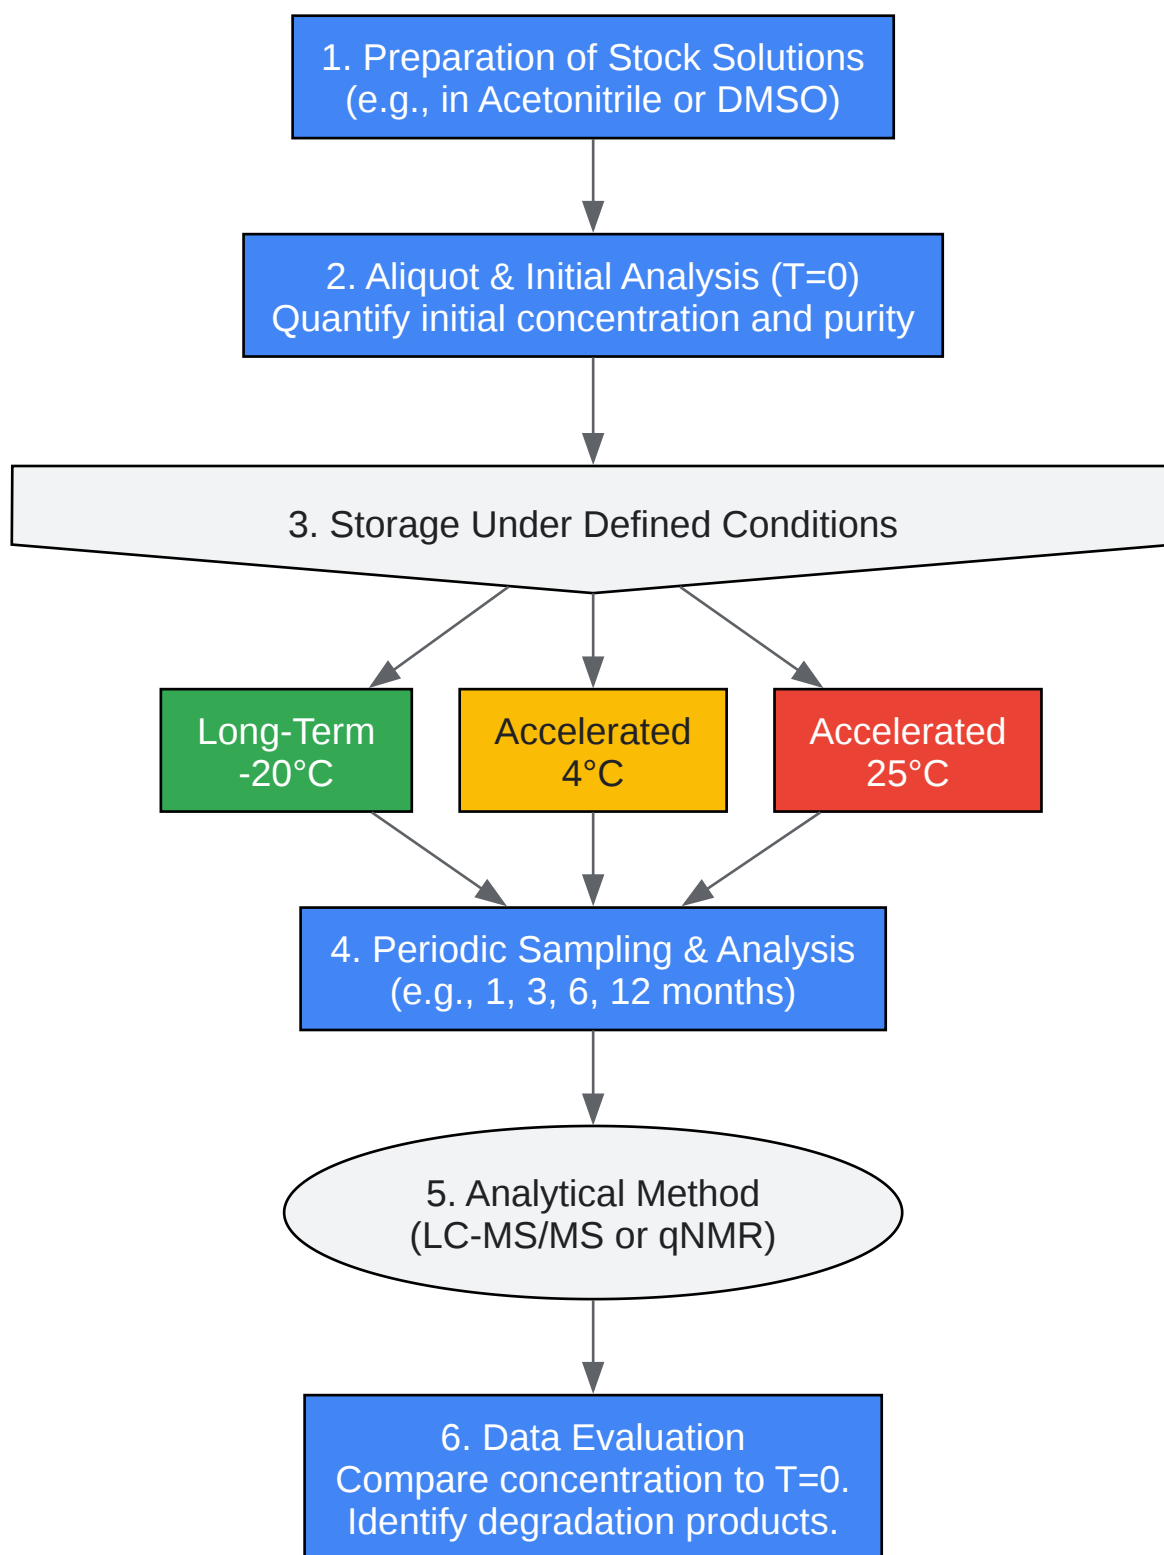 1. Preparation of Stock Solutions
(e.g., in Acetonitrile or DMSO)
2. Aliquot & Initial Analysis (T=0)
Quantify initial concentration and purity
3. Storage Under Defined Conditions
Long-Term
-20°C
Accelerated
4°C
Accelerated
25°C
4. Periodic Sampling & Analysis
(e.g., 1, 3, 6, 12 months)
5. Analytical Method
(LC-MS/MS or qNMR)
6. Data Evaluation
Compare concentration to T=0.
Identify degradation products.